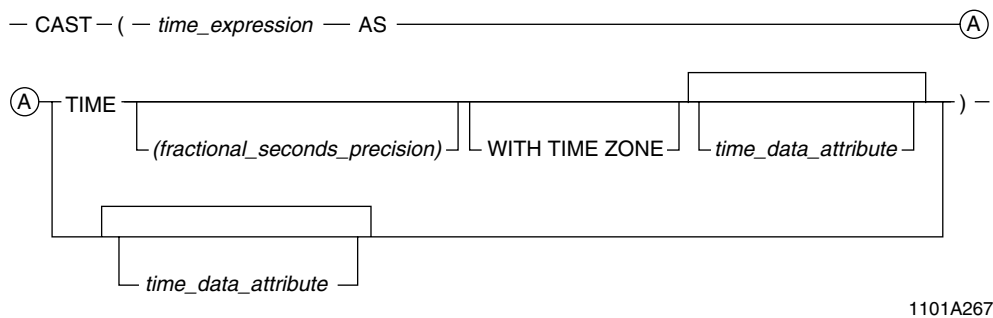 CAST ( time_expression AS A
A TIME )
(fractional_seconds_precision) WITH TIME ZONE time_data_attribute
time_data_attribute
1101A267